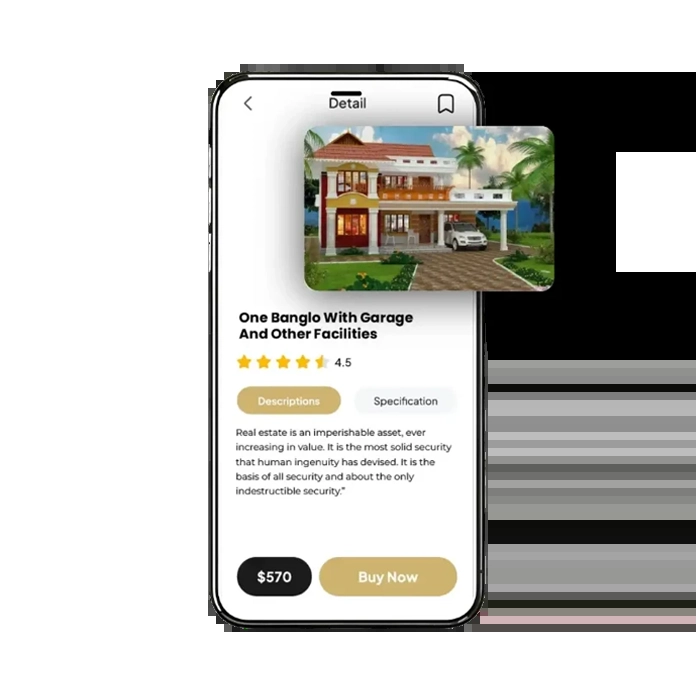 Detail
One Banglo With Garage
And Other Facilities
4.5
Descriptions
Specification
Real estate is an imperishable asset, ever
increasing in value. It is the most solid security
that human ingenuity has devised. It is the
basis of all security and about the only
indestructible security."
$570
Buy Now